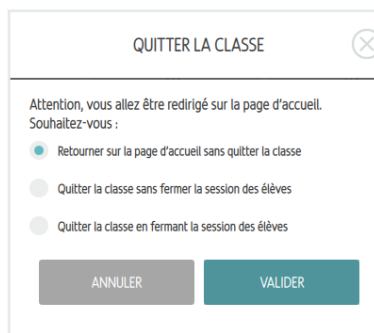 QUITTER LA CLASSE
Attention, vous allez être redirigé sur la page d'accueil.
Souhaitez-vous :
Retourner sur la page d'accueil sans quitter la classe
Quitter la classe sans fermer la session des élèves
Quitter la classe en fermant la session des élèves
ANNULER
VALIDER